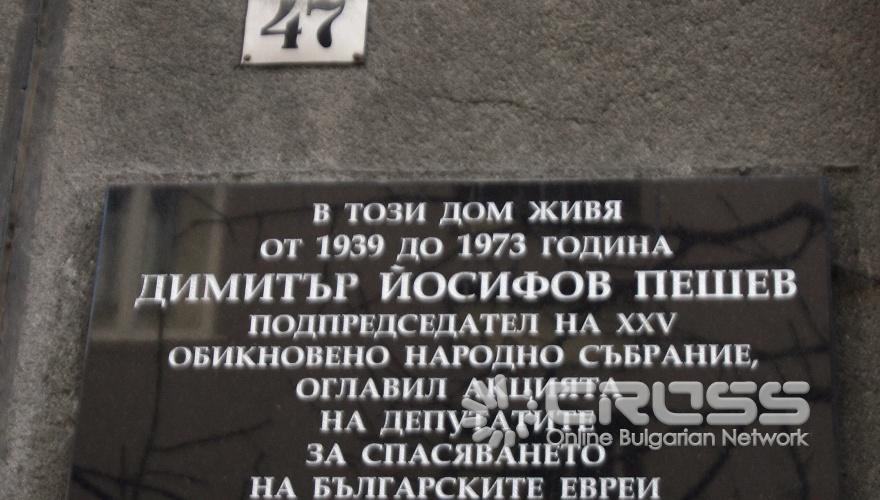 47
В ТОЗИ ДОМ ЖИВЯ
ОТ 1939 ДО 1973 ГОДИНА
ДИМИТЪР ЙОСИФОВ ПЕШЕВ
ПОДПРЕДСЕДАТЕЛ НА XXV
ОБИКНОВЕНО НАРОДНО СЪБРАНИЕ,
ОГЛАВИЛ АКЦИЯТА
НА ДЕПУТАТИТЕ
ЗА СПАСЯВАНЕТО
НА БЪЛГАРСКИТЕ ЕВРЕИ
CROSS
Online Bulgarian Network